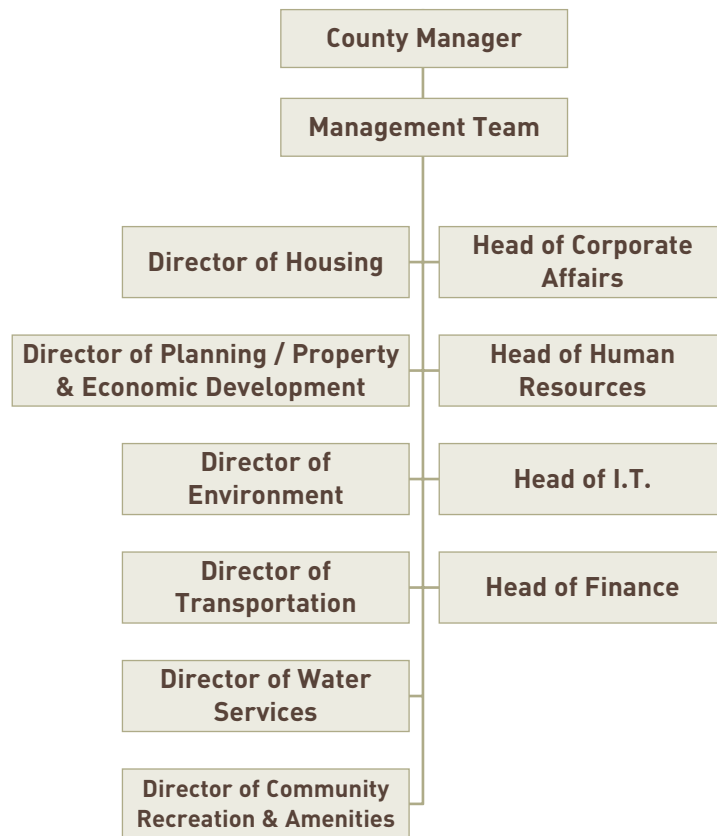 County Manager
Management Team
Director of Housing
Head of Corporate
Affairs
Director of Planning / Property
& Economic Development
Head of Human
Resources
Director of
Environment
Head of I.T.
Director of
Transportation
Head of Finance
Director of Water
Services
Director of Community
Recreation & Amenities